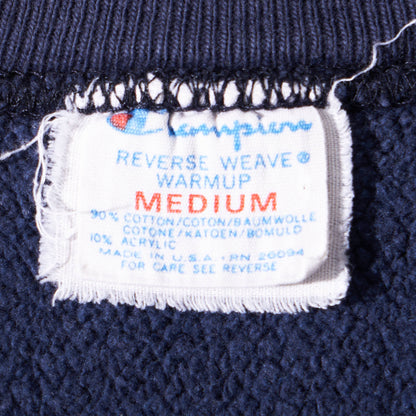 Champion
REVERSE WEAVE®
WARMUP
MEDIUM
90% COTTON/COTON/BAUMWOLLE
COTONE/KATOEN/BOMULD
10% ACRYLIC
MADE IN U.S.A. • RN 26094
FOR CARE SEE REVERSE